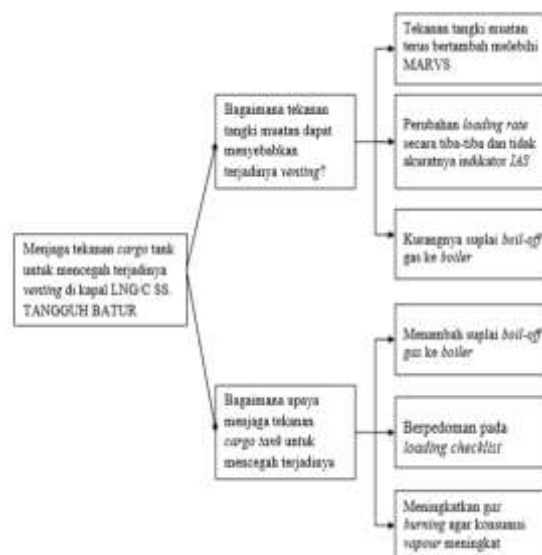 Tekanan tangki muatan
terus bertambah melebihi
MARVS
Bagaimana tekanan
tangki muatan dapat
menyebabkan
terjadinya venting?
Perubahan loading rate
secara tiba-tiba dan tidak
akuratnya indikator IAS
Kurangnya suplai boil-off
gas ke boiler
Menjaga tekanan cargo tank
untuk mencegah terjadinya
venting di kapal LNG/C SS.
TANGGUH BATUR
Menambah suplai boil-off
gas ke boiler
Bagaimana upaya
menjaga tekanan
cargo tank untuk
mencegah terjadinya
Berpedoman pada
loading checklist
Meningkatkan gas
burning agar konsumsi
vapour meningkat